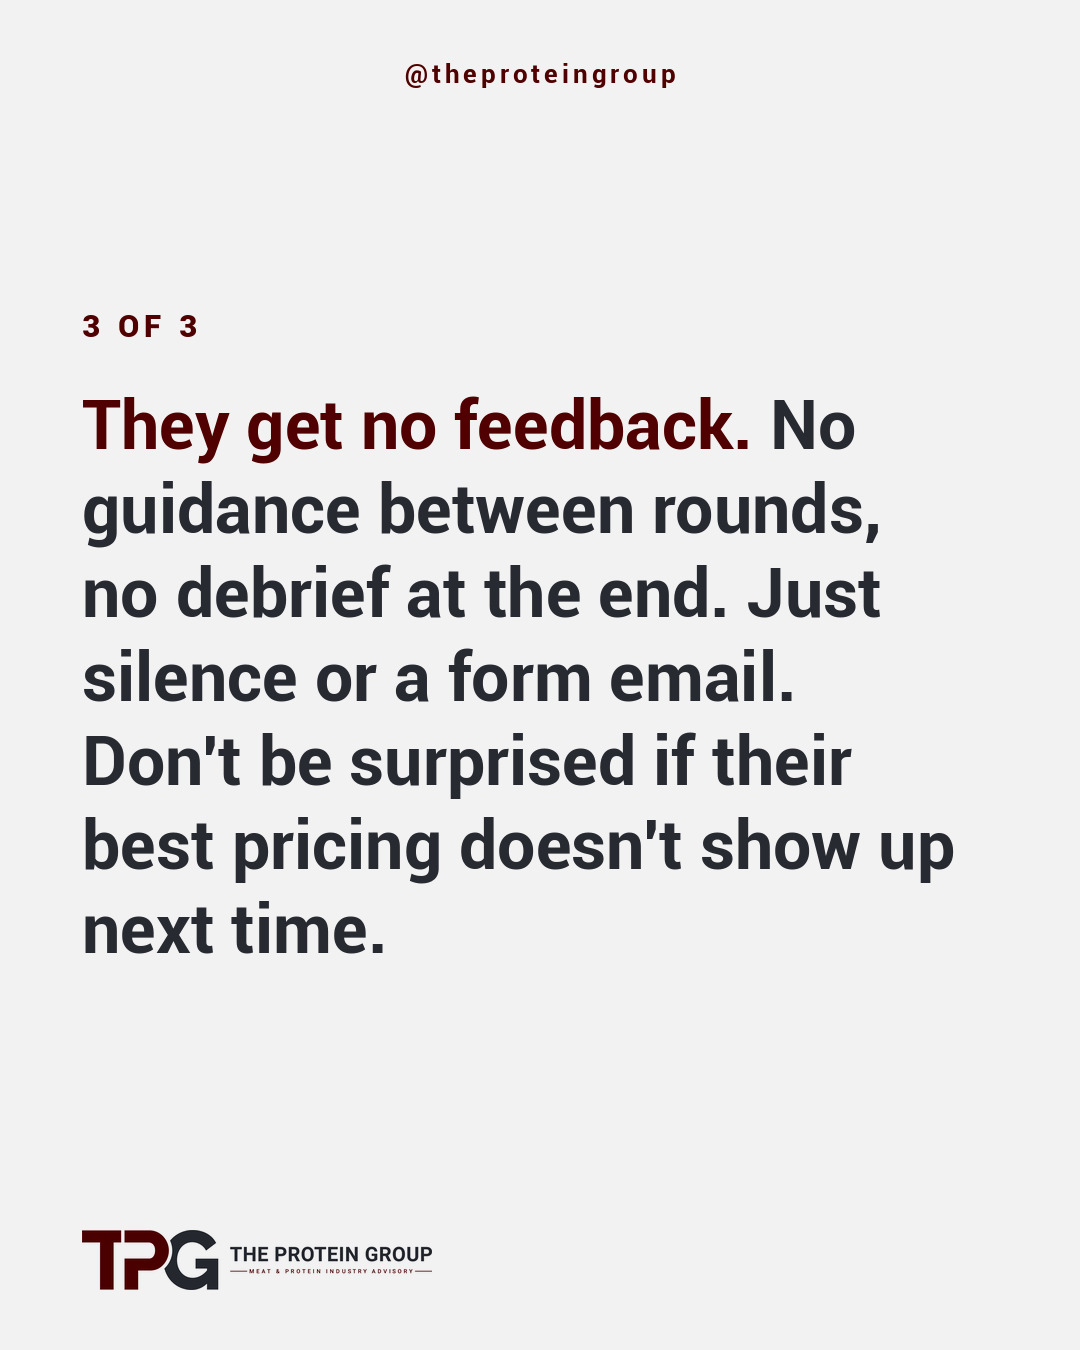 @theproteingroup
3 OF 3
They get no feedback. No
guidance between rounds,
no debrief at the end. Just
silence or a form email.
Don't be surprised if their
best pricing doesn't show up
next time.
TPG
THE PROTEIN GROUP
MEAT & PROTEIN INDUSTRY ADVISORY